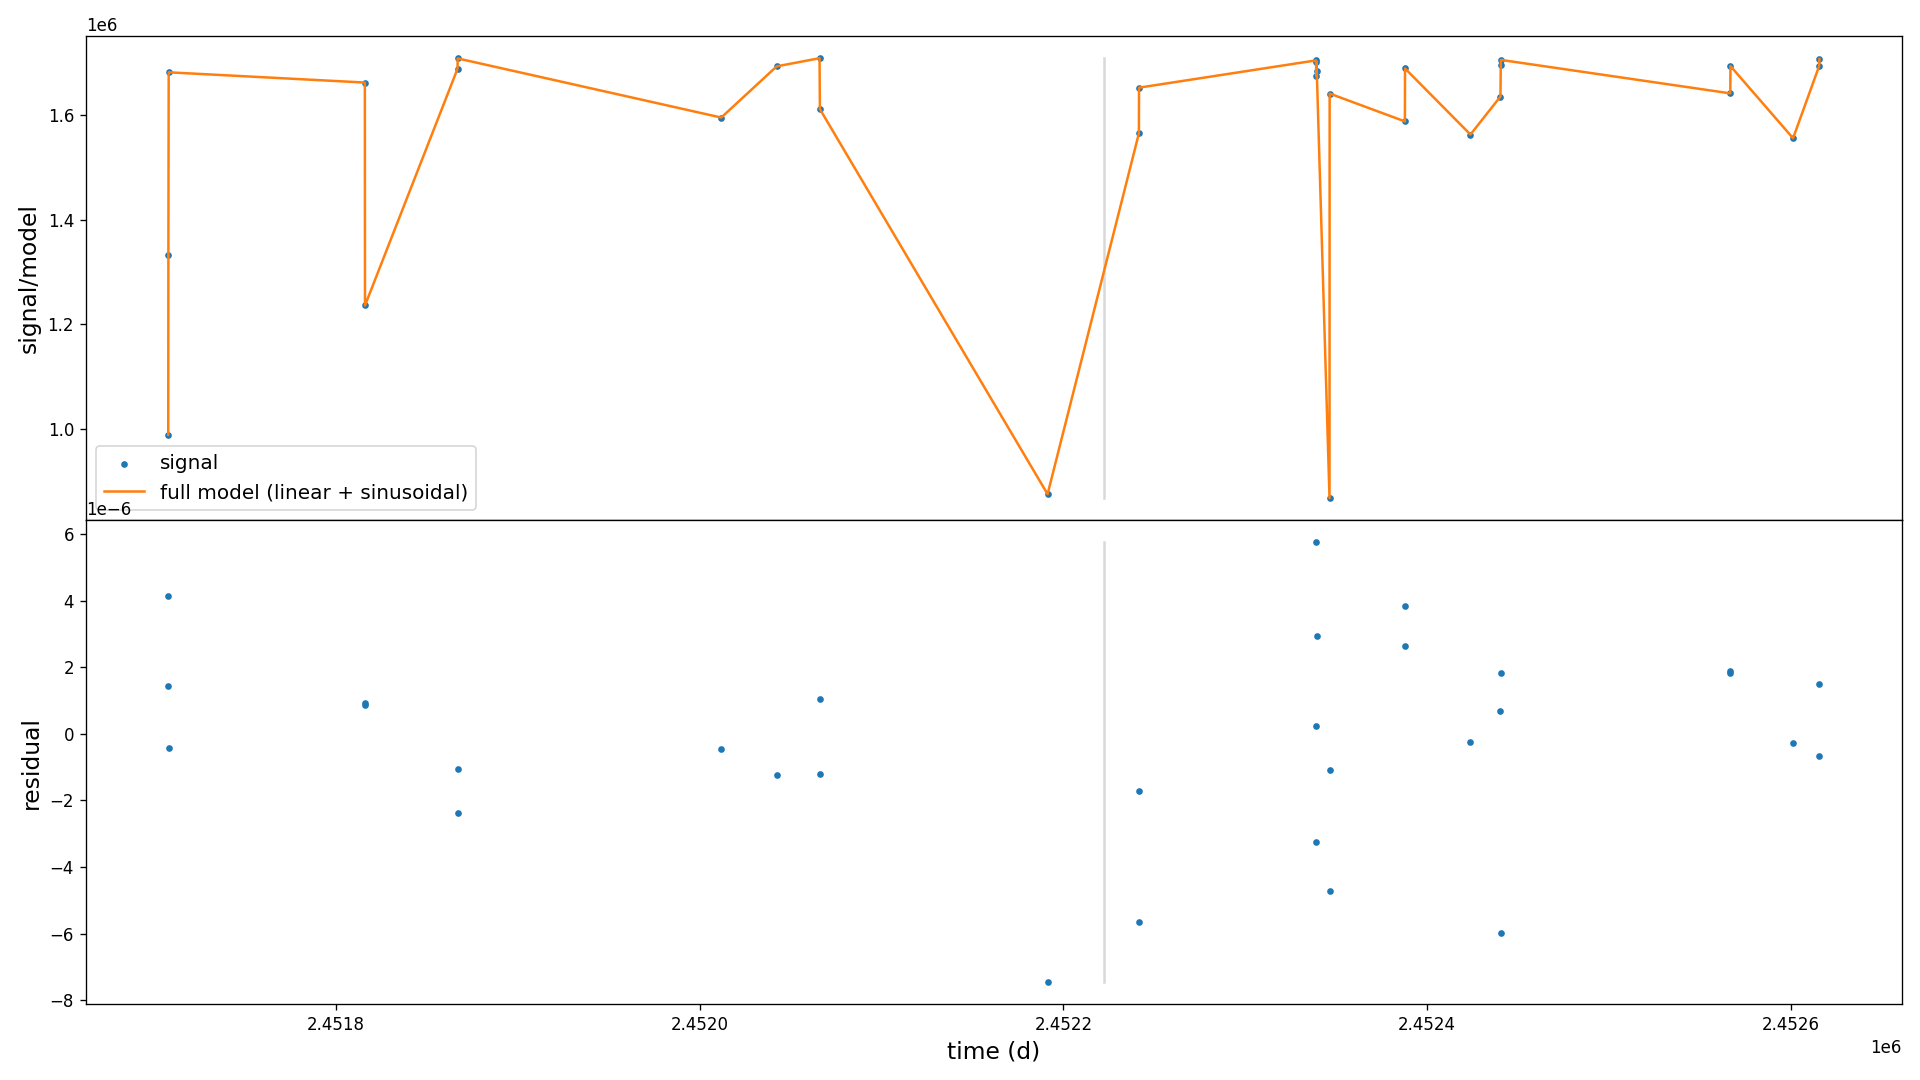 1e6
1.6
1.4
1.2
1.0
signal/model
signal
full model (linear + sinusoidal)
1e−6
6
4
2
0
−2
−4
−6
−8
residual
2.4518
2.4520
2.4522
2.4524
2.4526
time (d)
1e6